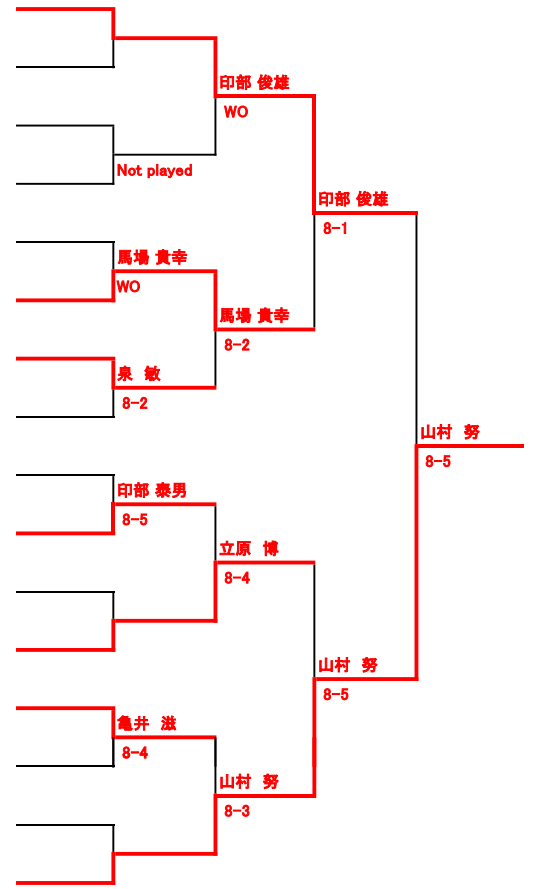 印部 俊雄
WO
Not played
印部 俊雄
8-1
馬場 貴幸
WO
馬場 貴幸
8-2
泉　敏
8-2
山村　努
8-5
印部 泰男
8-5
立原　博
8-4
山村　努
8-5
亀井　滋
8-4
山村　努
8-3